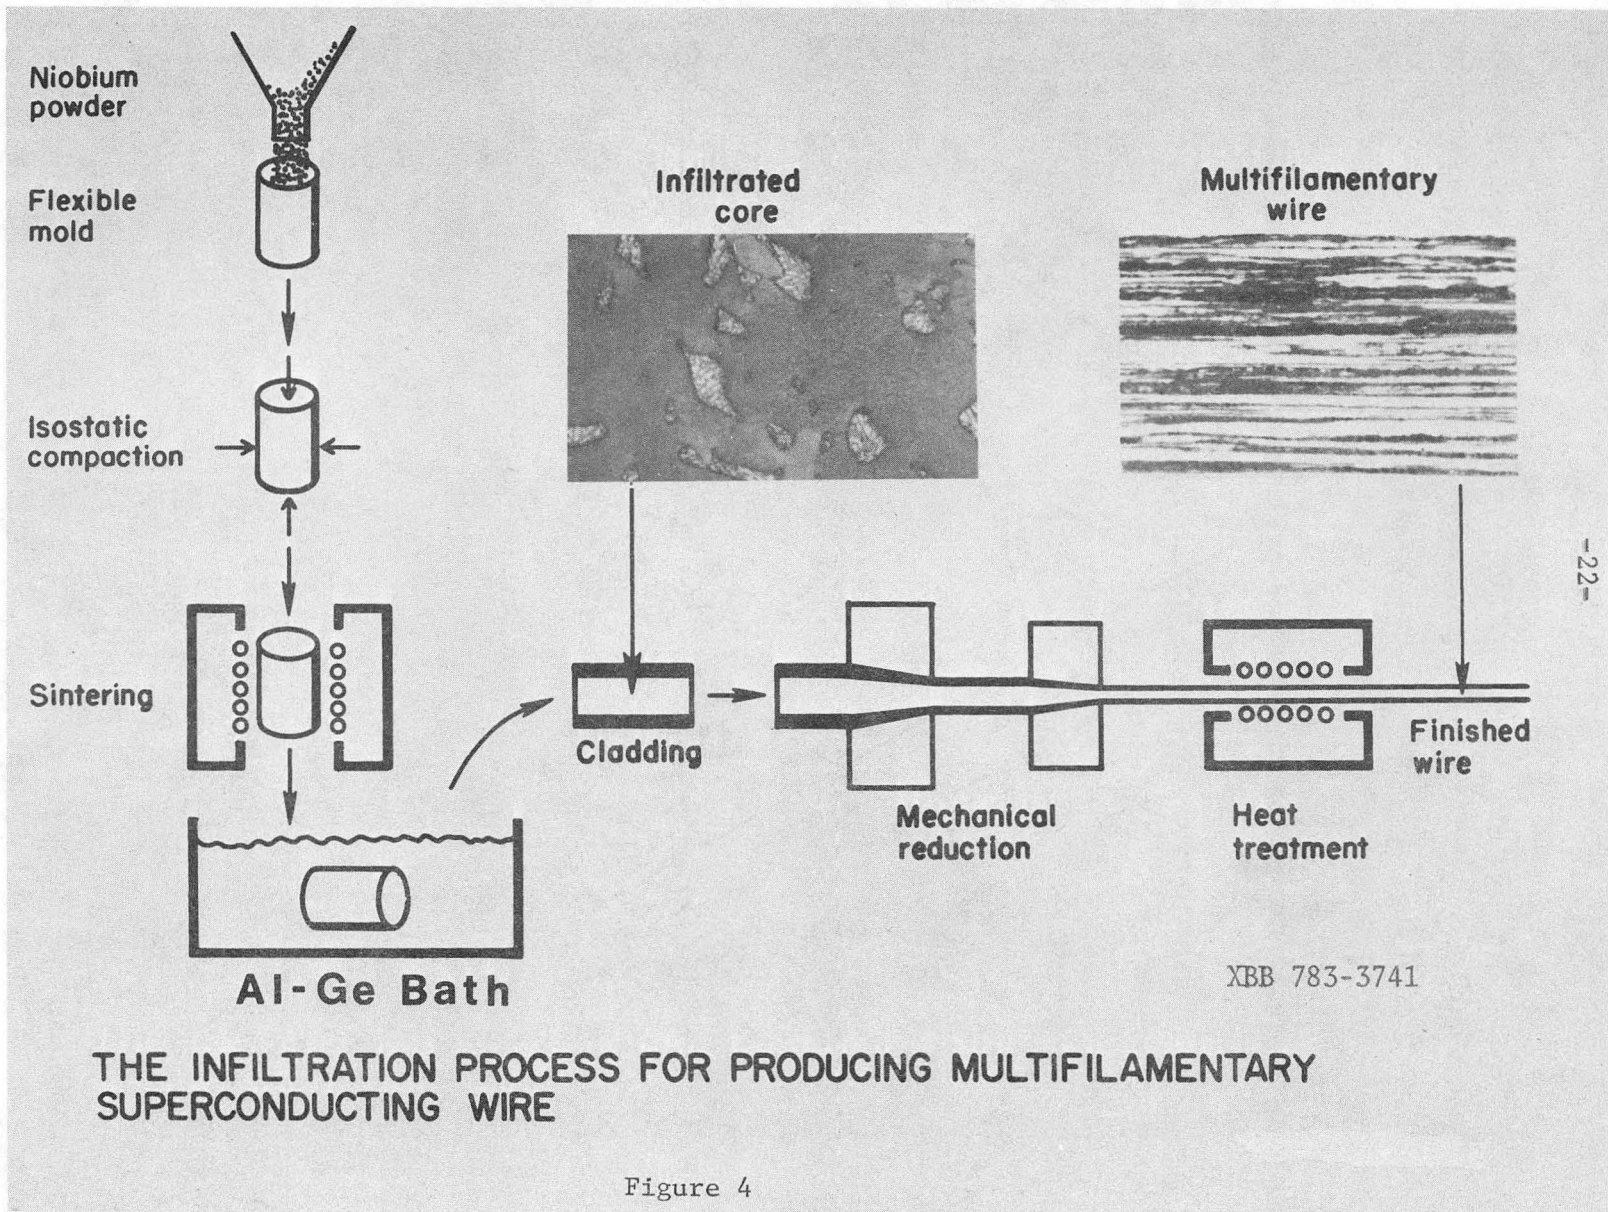 Niobium
powder
Flexible
mold
Isostatic
compaction
Sintering
Al-Ge Bath
Infiltrated
core
Cladding
Multifilamentary
wire
Mechanical
reduction
Heat
treatment
Finished
wire
-22-
XBB 783-3741
THE INFILTRATION PROCESS FOR PRODUCING MULTIFILAMENTARY
SUPERCONDUCTING WIRE
Figure 4